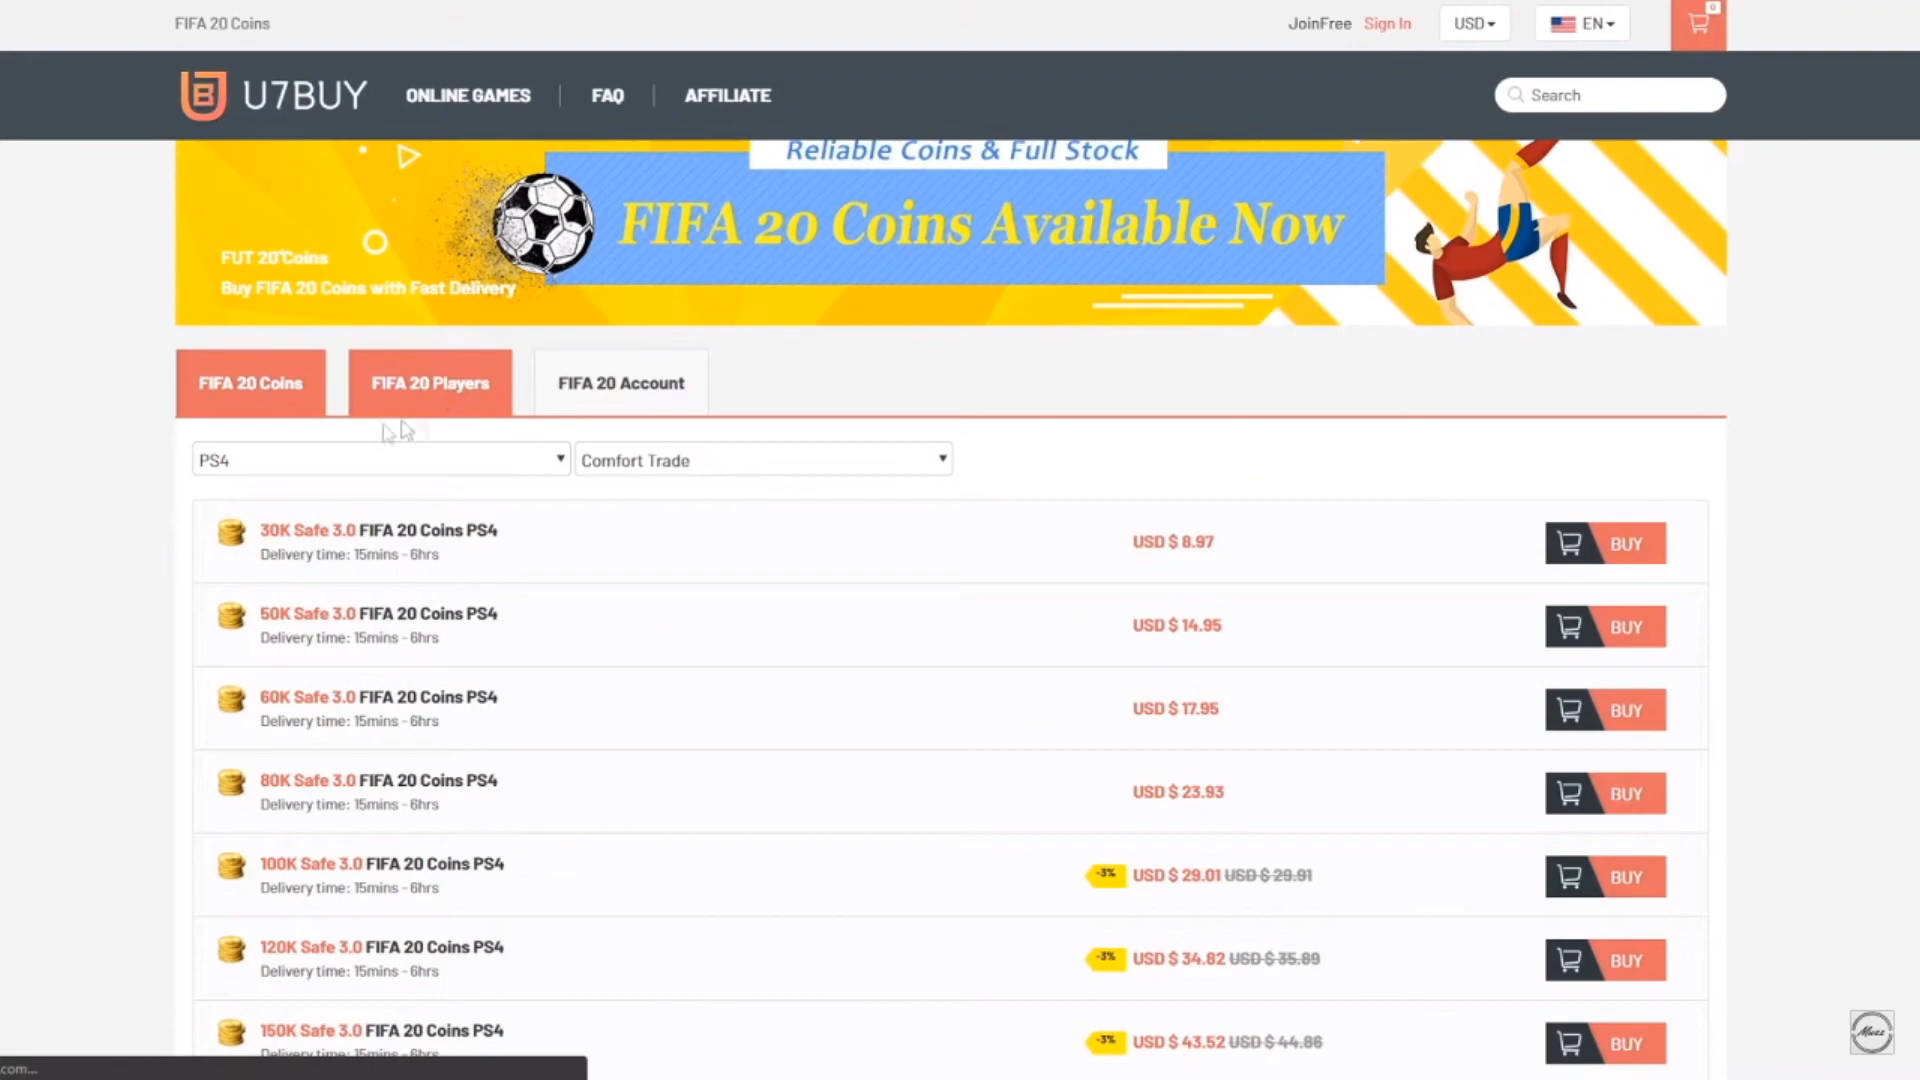 FIFA 20 Coins
JoinFree Sign In USD EN 0
U7BUY ONLINE GAMES FAQ AFFILIATE Search
Reliable Coins & Full Stock
FIFA 20 Coins Available Now
FUT 20 Coins
Buy FIFA 20 Coins with Fast Delivery
FIFA 20 Coins FIFA 20 Players FIFA 20 Account
PS4 Comfort Trade
30K Safe 3.0 FIFA 20 Coins PS4
Delivery time: 15mins - 6hrs
USD $ 8.97 BUY
50K Safe 3.0 FIFA 20 Coins PS4
Delivery time: 15mins - 6hrs
USD $ 14.95 BUY
60K Safe 3.0 FIFA 20 Coins PS4
Delivery time: 15mins - 6hrs
USD $ 17.95 BUY
80K Safe 3.0 FIFA 20 Coins PS4
Delivery time: 15mins - 6hrs
USD $ 23.93 BUY
100K Safe 3.0 FIFA 20 Coins PS4
Delivery time: 15mins - 6hrs
-3% USD $ 29.01 USD $ 29.91 BUY
120K Safe 3.0 FIFA 20 Coins PS4
Delivery time: 15mins - 6hrs
-3% USD $ 34.82 USD $ 35.89 BUY
150K Safe 3.0 FIFA 20 Coins PS4
Delivery time: 15mins - 6hrs
-3% USD $ 43.52 USD $ 44.86 BUY
.com...